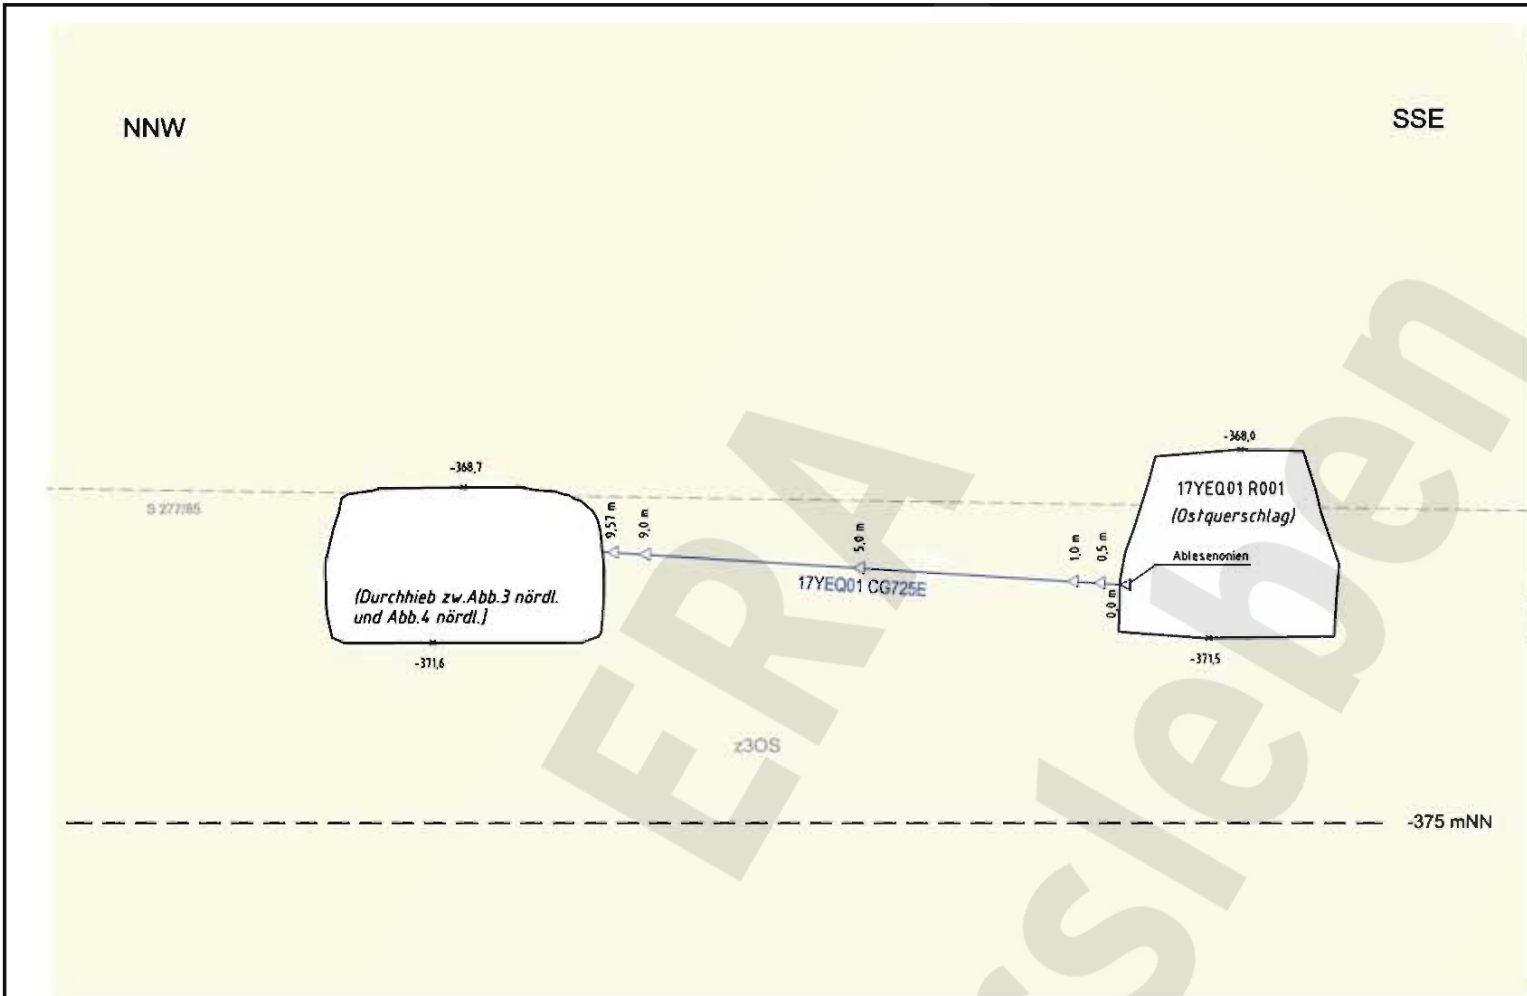 NNW
SSE
-368,0
-368,7
17YEQ01 R001
(Ostquerschlag)
S 277/85
9,57 m
9,0 m
5,0 m
1,0 m
0,5 m
Ablesenonien
17YEQ01 CG725E
0,0 m
(Durchhieb zw.Abb.3 nördl.
und Abb.4 nördl.)
-371,6
-371,5
z3OS
-375 mNN
ERA
ssleben